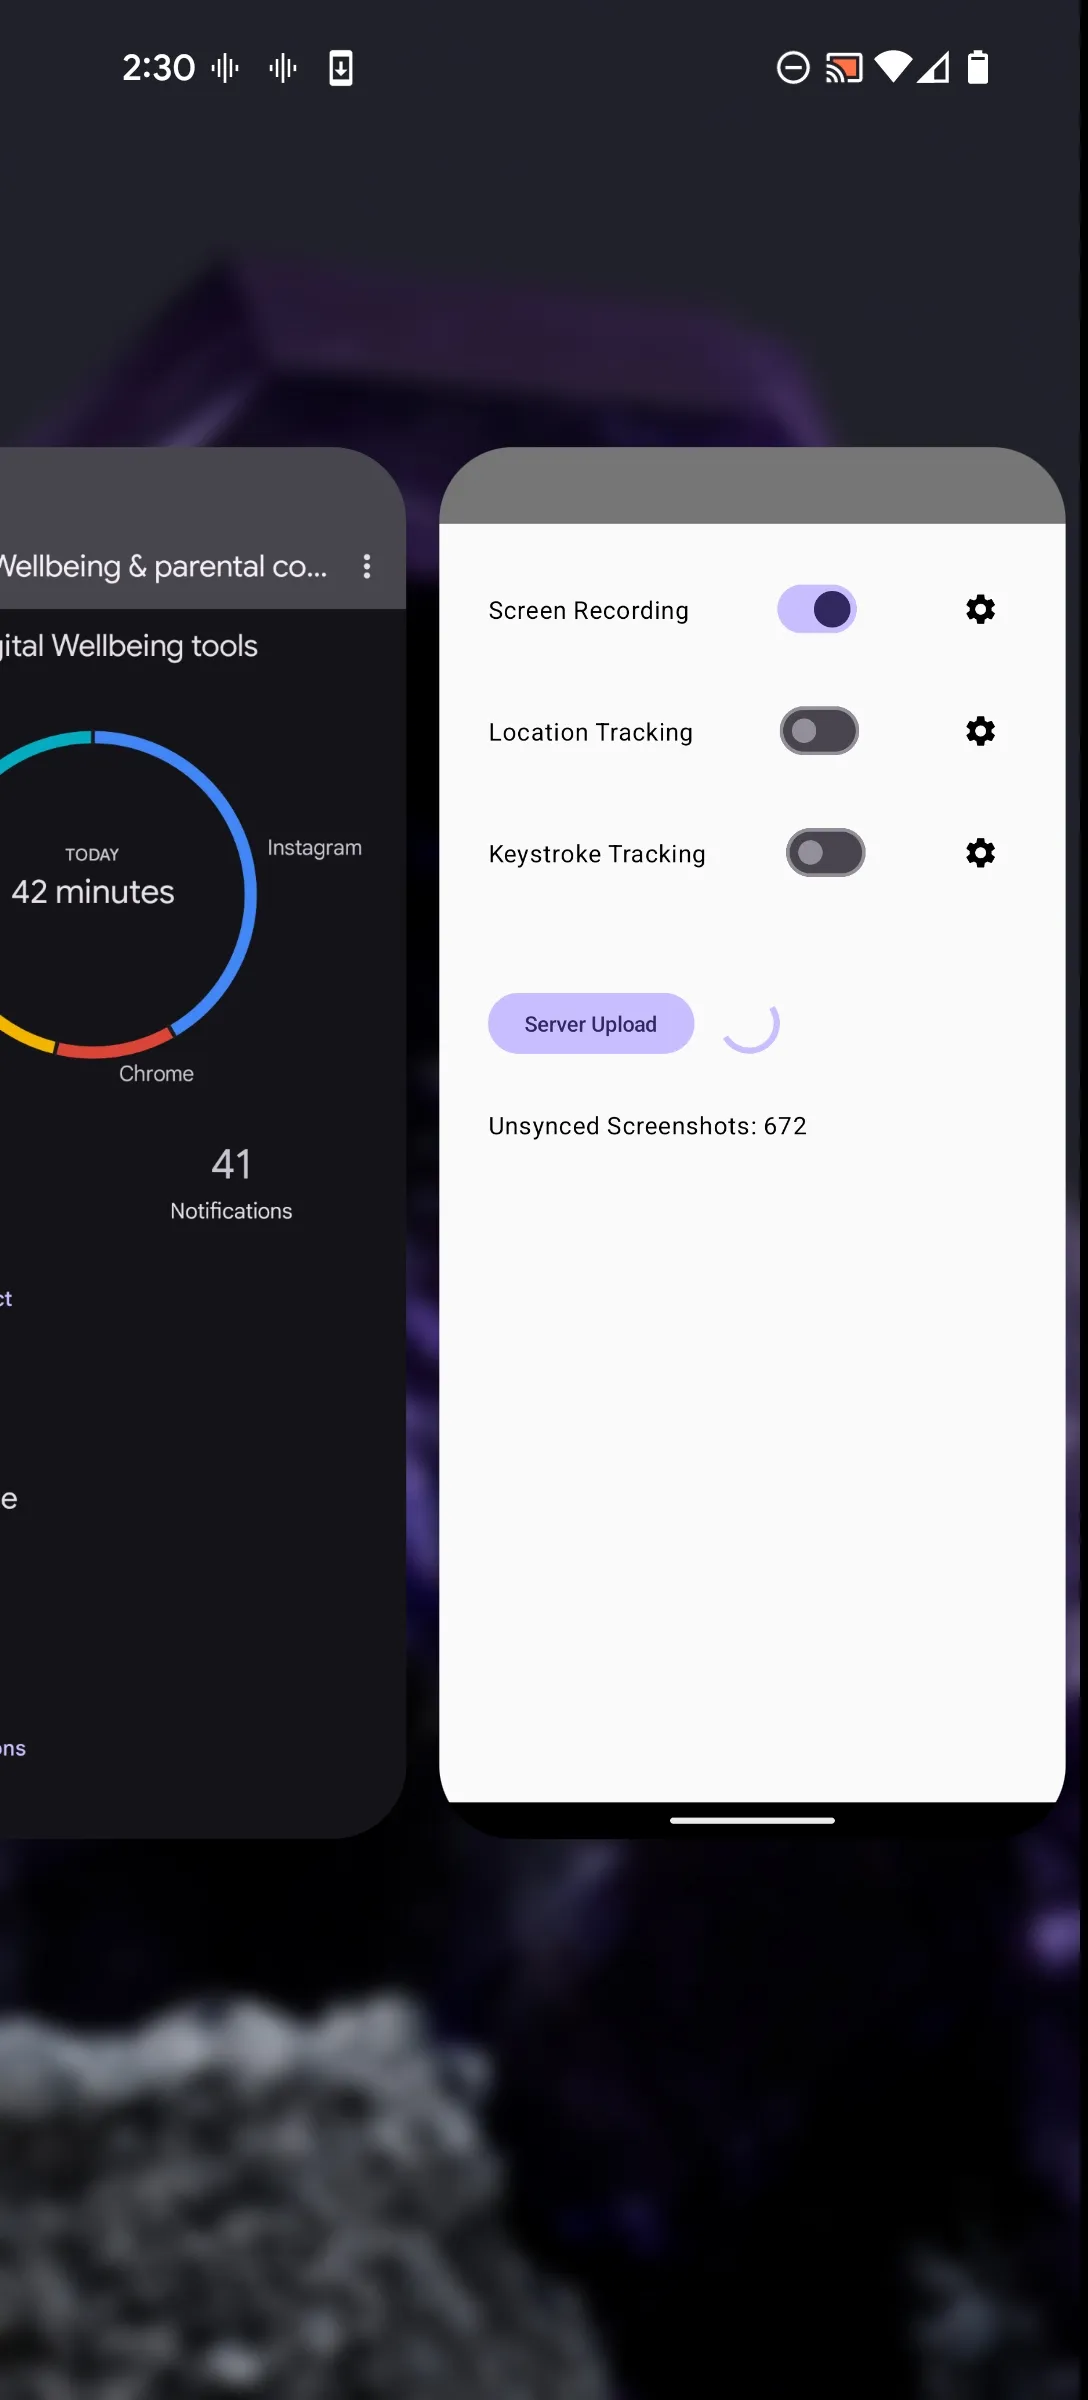 2:30
Wellbeing & parental co...
gital Wellbeing tools
TODAY
42 minutes
Instagram
Chrome
41
Notifications
ct
e
ons
Screen Recording
Location Tracking
Keystroke Tracking
Server Upload
Unsynced Screenshots: 672